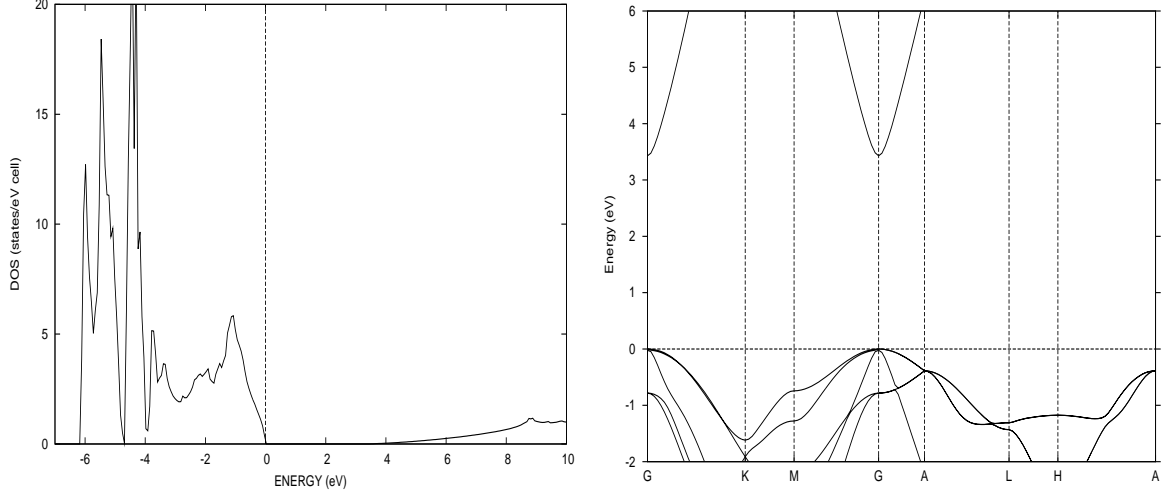 20
15
10
5
0
DOS (states/eV cell)
-6 -4 -2 0 2 4 6 8 10
ENERGY (eV)
6
5
4
3
2
1
0
-1
-2
Energy (eV)
G K M G A L H A